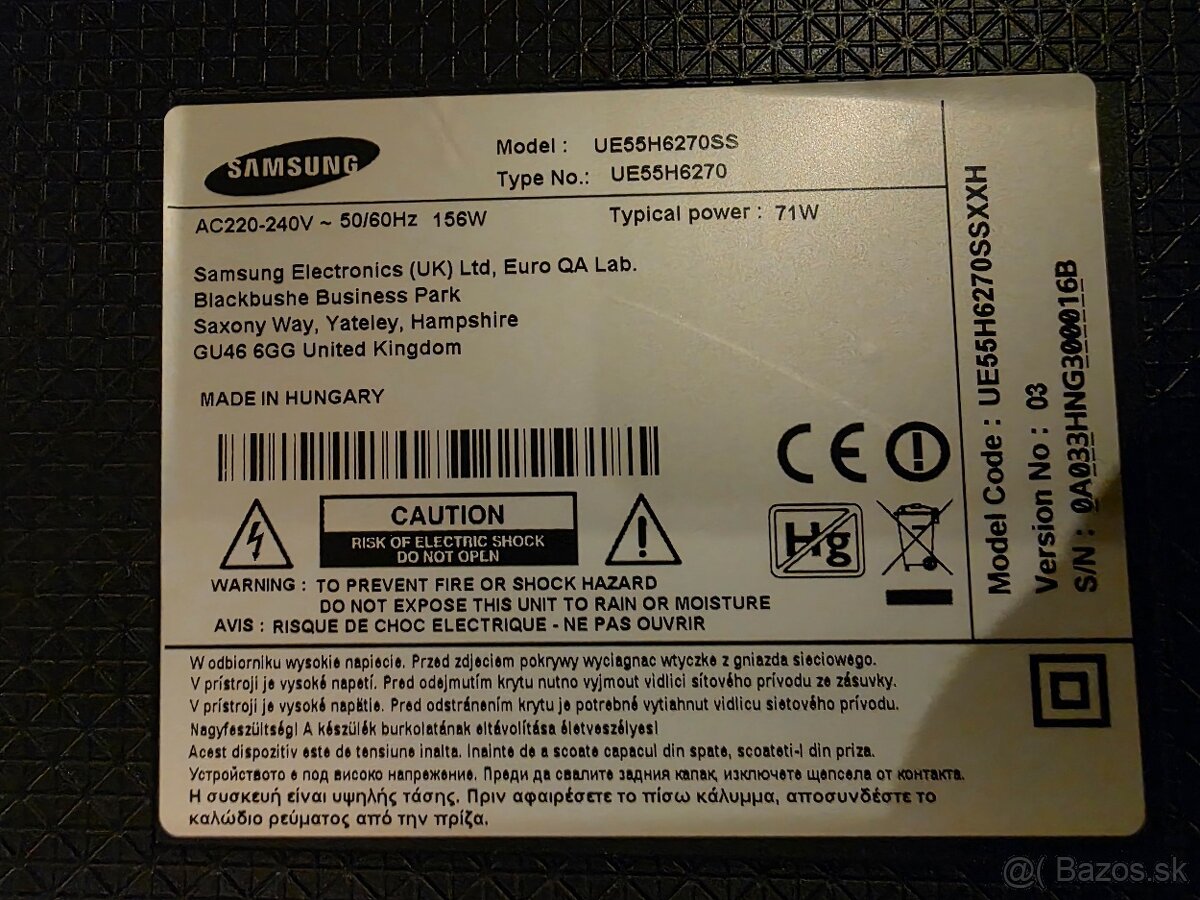 SAMSUNG
Model : UE55H6270SS
Type No.: UE55H6270
AC220-240V ~ 50/60Hz 156W
Typical power : 71W
Samsung Electronics (UK) Ltd, Euro QA Lab.
Blackbushe Business Park
Saxony Way, Yateley, Hampshire
GU46 6GG United Kingdom
MADE IN HUNGARY
CE
Hg
CAUTION
RISK OF ELECTRIC SHOCK
DO NOT OPEN
WARNING : TO PREVENT FIRE OR SHOCK HAZARD
DO NOT EXPOSE THIS UNIT TO RAIN OR MOISTURE
AVIS : RISQUE DE CHOC ELECTRIQUE - NE PAS OUVRIR
Model Code : UE55H6270SSXXH
Version No : 03
S/N : 0A033HNG300016B
W odbiorniku wysokie napiecie. Przed zdjeciem pokrywy wyciagnac wtyczke z gniazda sieciowego.
V prístroji je vysoké napetí. Pred odejmutím krytu nutno vyjmout vidlici sítového prívodu ze zásuvky.
V prístroji je vysoké napätie. Pred odstránením krytu je potrebné vytiahnut vidlicu sietového prívodu.
Nagyfeszültség! A készülék burkolatának eltávolítása életveszélyes!
Acest dispozitiv este de tensiune inalta. Inainte de a scoate capacul din spate, scoateti-l din priza.
Устройството е под високо напрежение. Преди да свалите задния капак, изключете щепсела от контакта.
Η συσκευή είναι υψηλής τάσης. Πριν αφαιρέσετε το πίσω κάλυμμα, αποσυνδέστε το
καλώδιο ρεύματος από την πρίζα.
@( Bazos.sk